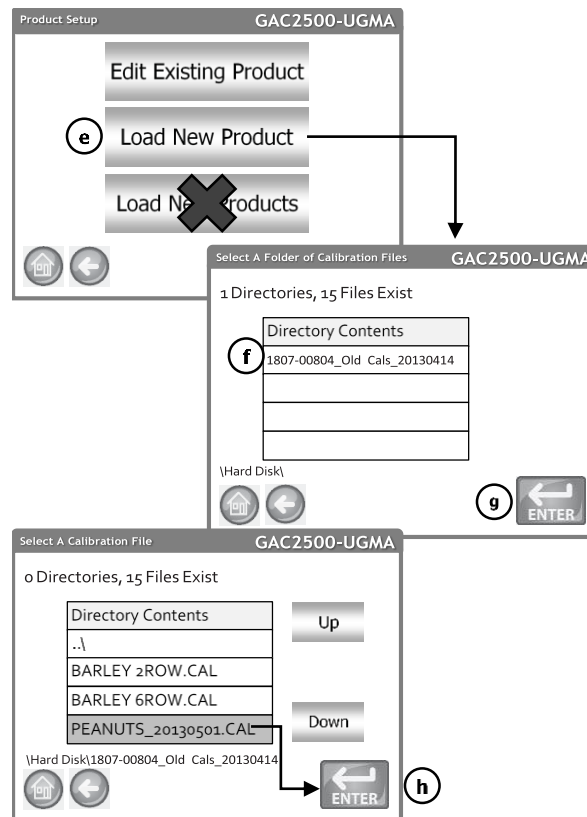 Product Setup GAC2500-UGMA
Edit Existing Product
e Load New Product
Load New Products
Select A Folder of Calibration Files GAC2500-UGMA
1 Directories, 15 Files Exist
Directory Contents
f 1807-00804_Old Cals_20130414
\Hard Disk\
g ENTER
Select A Calibration File GAC2500-UGMA
0 Directories, 15 Files Exist
Directory Contents
Up
..\
BARLEY 2ROW.CAL
BARLEY 6ROW.CAL
PEANUTS_20130501.CAL
Down
\Hard Disk\1807-00804_Old Cals_20130414
ENTER h